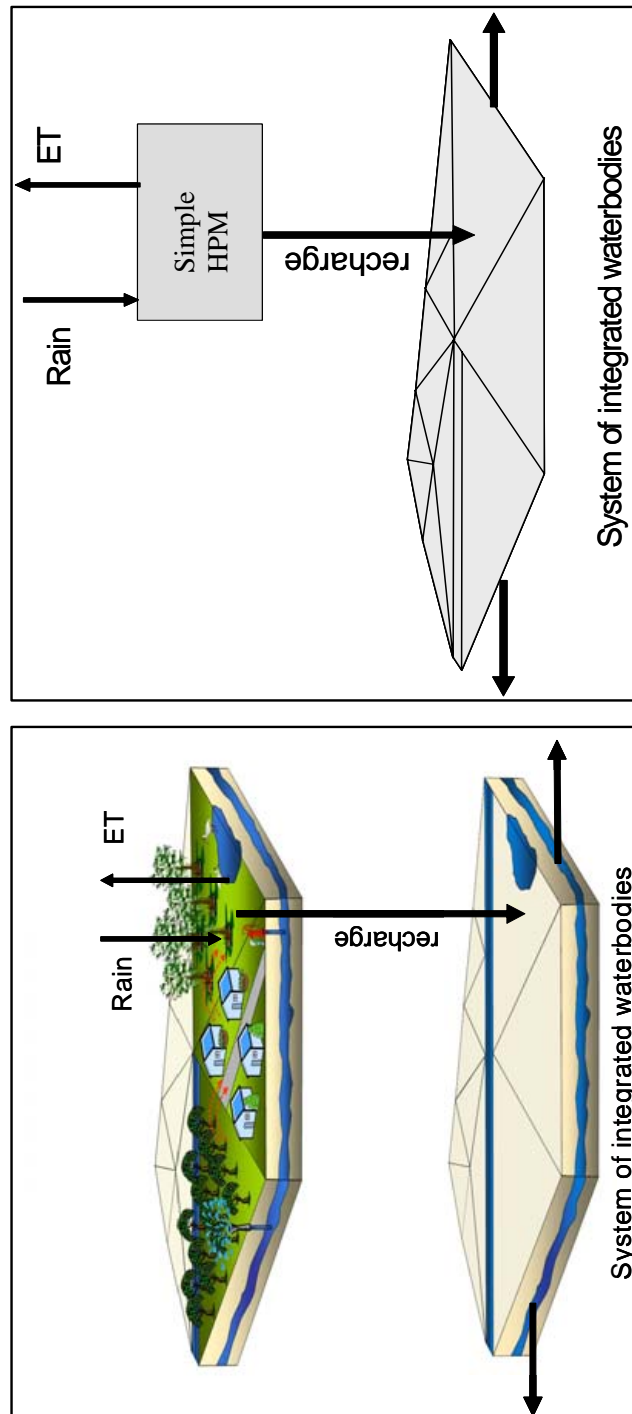 ET
Rain
Simple
HPM
recharge
System of integrated waterbodies
ET
Rain
recharge
System of integrated waterbodies